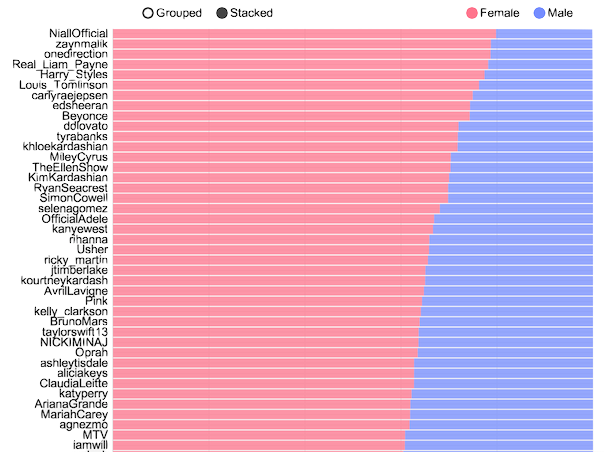 Grouped Stacked Female Male
NiallOfficial
zaynmalik
onedirection
Real_Liam_Payne
Harry_Styles
Louis_Tomlinson
carlyraejepsen
edsheeran
Beyonce
ddlovato
tyrabanks
khloekardashian
MileyCyrus
TheEllenShow
KimKardashian
RyanSeacrest
SimonCowell
selenagomez
OfficialAdele
kanyewest
rihanna
Usher
ricky_martin
jtimberlake
kourtneykardash
AvrilLavigne
Pink
kelly_clarkson
BrunoMars
taylorswift13
NICKIMINAJ
Oprah
ashleytisdale
aliciakeys
ClaudiaLeitte
katyperry
ArianaGrande
MariahCarey
agnezmo
MTV
iamwill